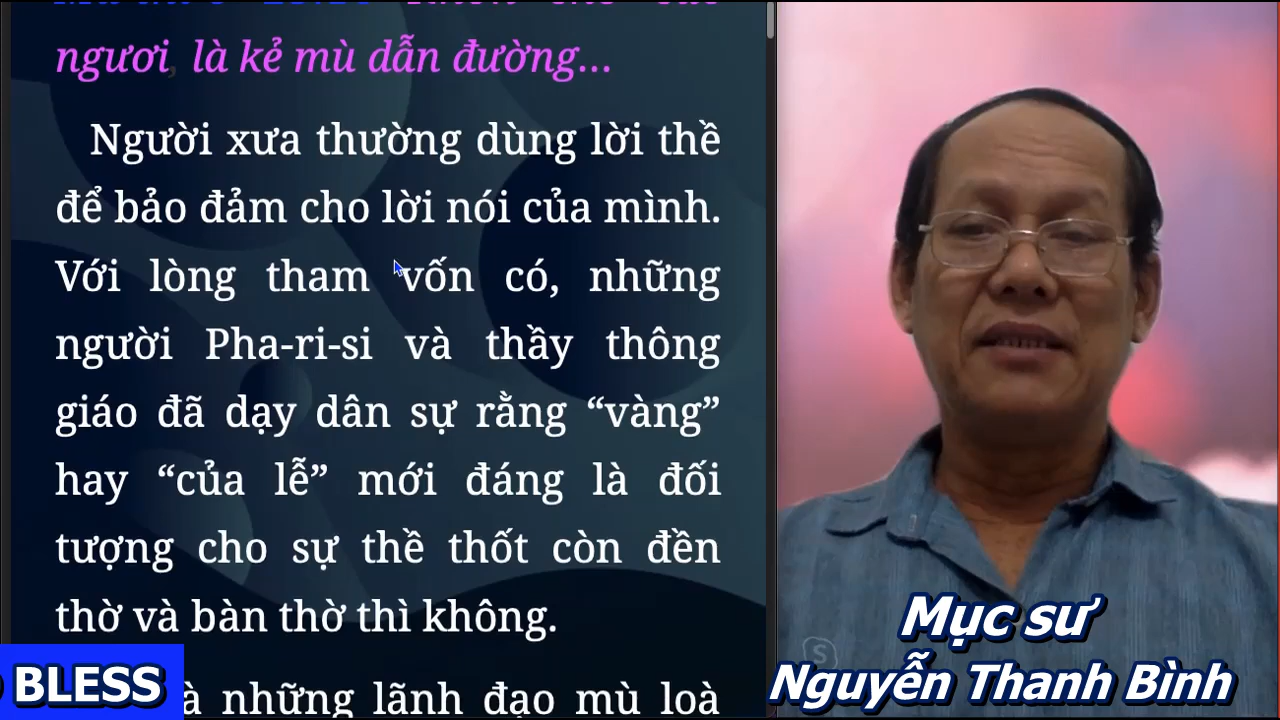 ngươi, là kẻ mù dẫn đường...
Người xưa thường dùng lời thề
để bảo đảm cho lời nói của mình.
Với lòng tham vốn có, những
người Pha-ri-si và thầy thông
giáo đã dạy dân sự rằng “vàng”
hay “của lễ” mới đáng là đối
tượng cho sự thề thốt còn đền
thờ và bàn thờ thì không.
những lãnh đạo mù loà
BLESS
Mục sư
Nguyễn Thanh Bình